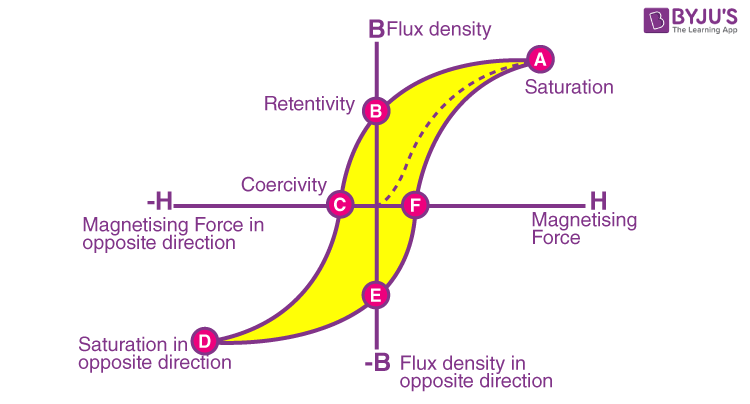 BYJU'S
The Learning App
B Flux density
A
Saturation
Retentivity
B
Coercivity
-H
C
F
H
Magnetising Force in
opposite direction
Magnetising
Force
E
Saturation in
opposite direction
D
-B
Flux density in
opposite direction